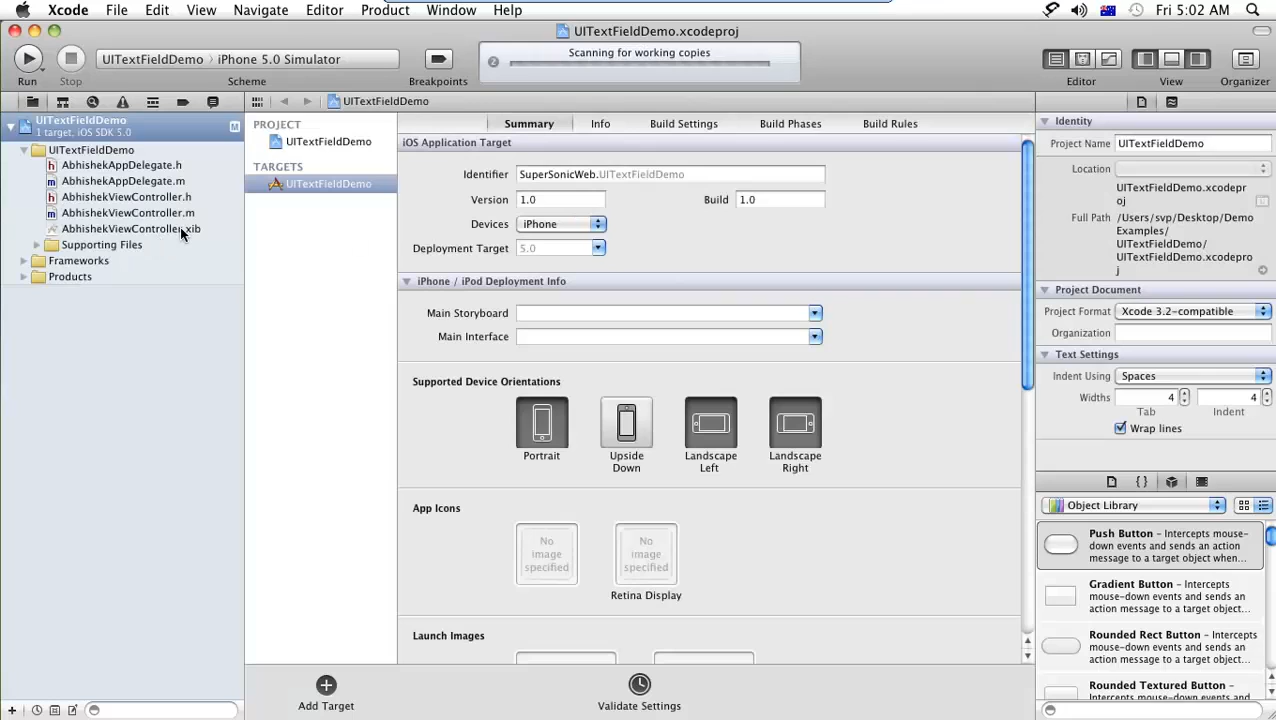 Xcode File Edit View Navigate Editor Product Window Help Fri 5:02 AM
UITextFieldDemo.xcodeproj
UITextFieldDemo iPhone 5.0 Simulator
Scanning for working copies
2
Run Stop Scheme Breakpoints Editor View Organizer
UITextFieldDemo
1 target, iOS SDK 5.0
M
UITextFieldDemo
AbhishekAppDelegate.h
AbhishekAppDelegate.m
AbhishekViewController.h
AbhishekViewController.m
AbhishekViewController.xib
Supporting Files
Frameworks
Products
UITextFieldDemo
PROJECT
UITextFieldDemo
TARGETS
UITextFieldDemo
Summary Info Build Settings Build Phases Build Rules
iOS Application Target
Identifier SuperSonicWeb.UITextFieldDemo
Version 1.0 Build 1.0
Devices iPhone
Deployment Target 5.0
iPhone / iPod Deployment Info
Main Storyboard
Main Interface
Supported Device Orientations
Portrait Upside Down Landscape Left Landscape Right
App Icons
No image specified
No image specified
Retina Display
Launch Images
Add Target Validate Settings
Identity
Project Name UITextFieldDemo
Location
UITextFieldDemo.xcodepr
oj
Full Path /Users/svp/Desktop/Demo
Examples/
UITextFieldDemo/
UITextFieldDemo.xcodepro
j
Project Document
Project Format Xcode 3.2-compatible
Organization
Text Settings
Indent Using Spaces
Widths 4 4
Tab Indent
Wrap lines
{ }
Object Library
Push Button – Intercepts mouse-
down events and sends an action
message to a target object when...
Gradient Button – Intercepts
mouse-down events and sends an
action message to a target object...
Rounded Rect Button – Intercepts
mouse-down events and sends an
action message to a target object...
Rounded Textured Button –